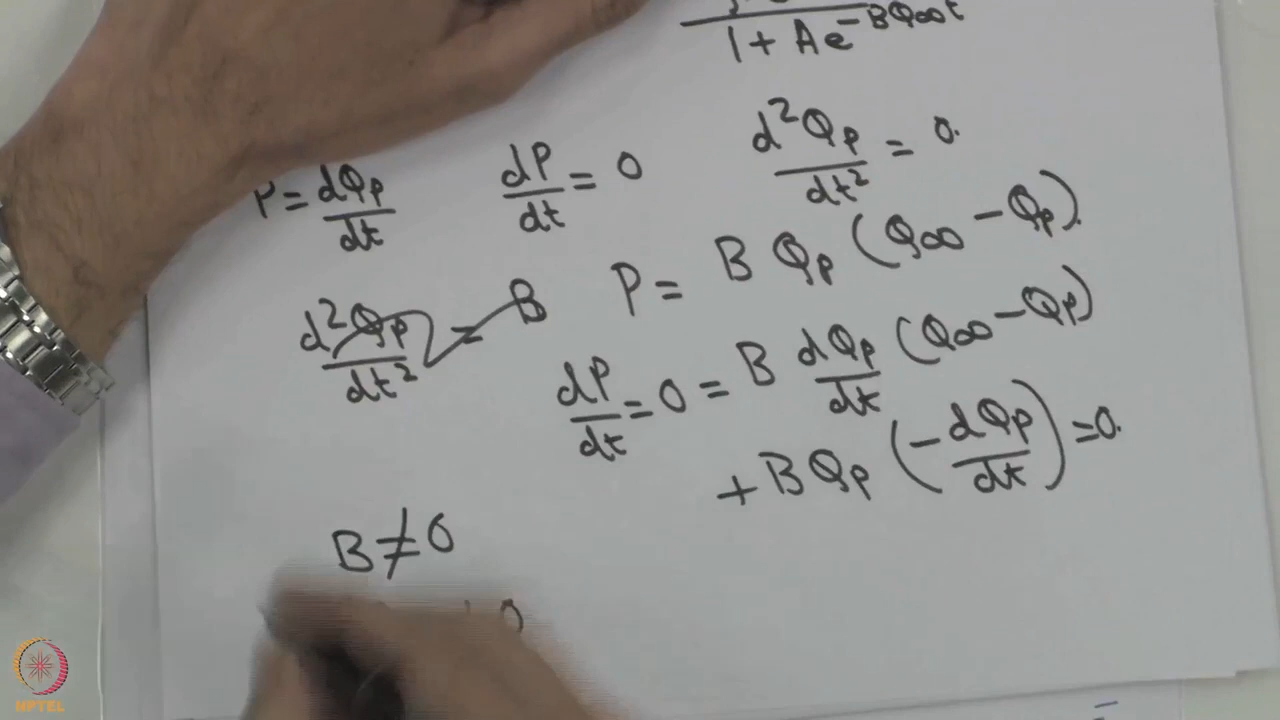 1 + Ae^-BQ∞t
P = dQp/dt dP/dt = 0 d²Qp/dt² = 0.
d²Qp/dt² = B P = B Qp (Q∞ - Qp).
dP/dt = 0 = B dQp/dt (Q∞ - Qp)
+ B Qp (- dQp/dt) = 0.
B ≠ 0
0
NPTEL